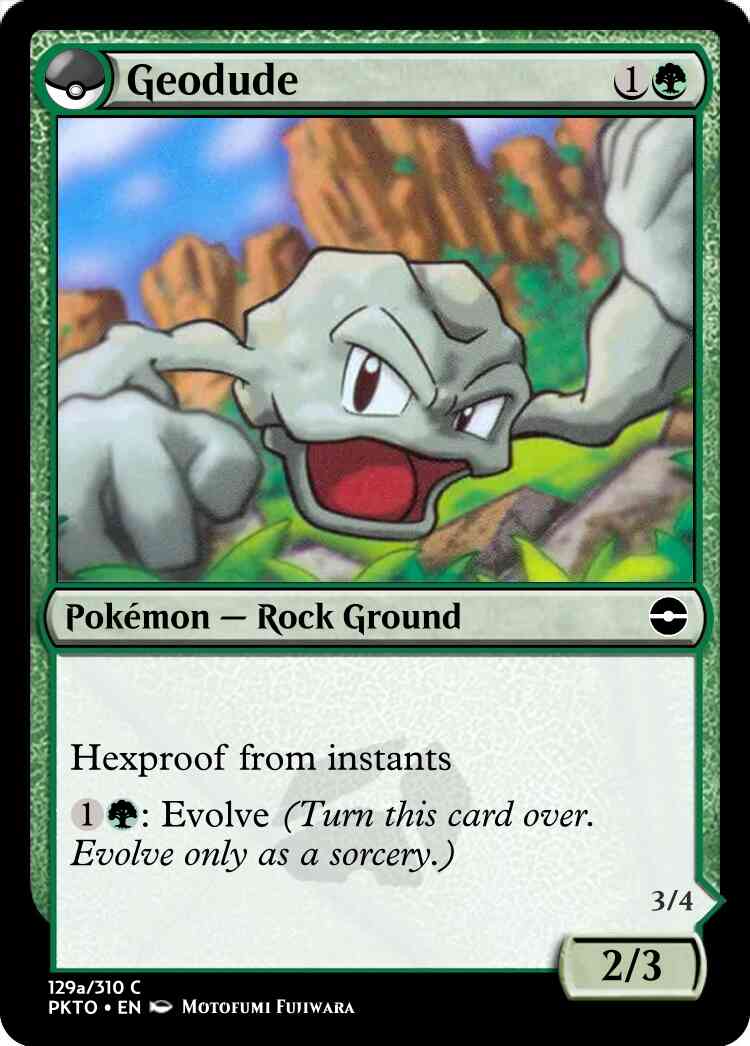 Geodude 1
Pokémon — Rock Ground
Hexproof from instants
1: Evolve (Turn this card over.
Evolve only as a sorcery.)
3/4
2/3
129a/310 C
PKTO • EN Motofumi Fujiwara